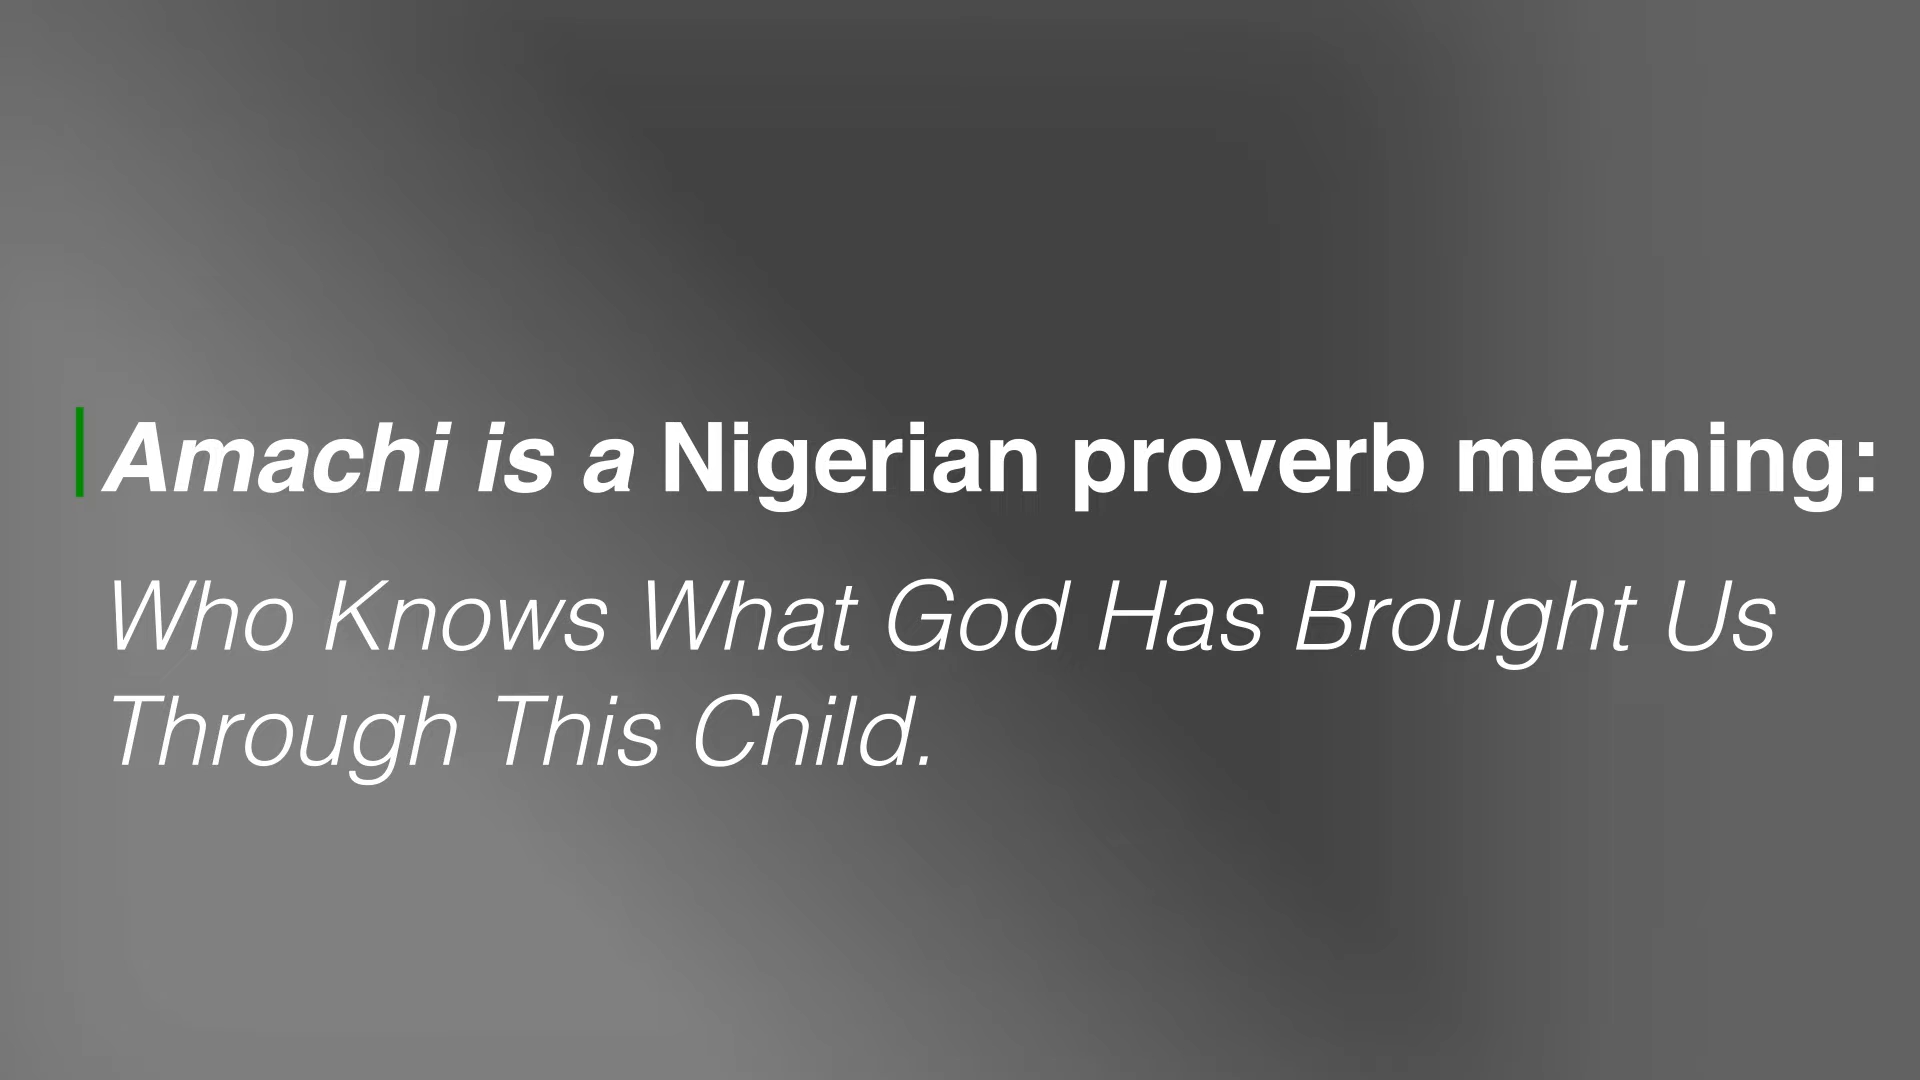 Amachi is a Nigerian proverb meaning:
Who Knows What God Has Brought Us
Through This Child.